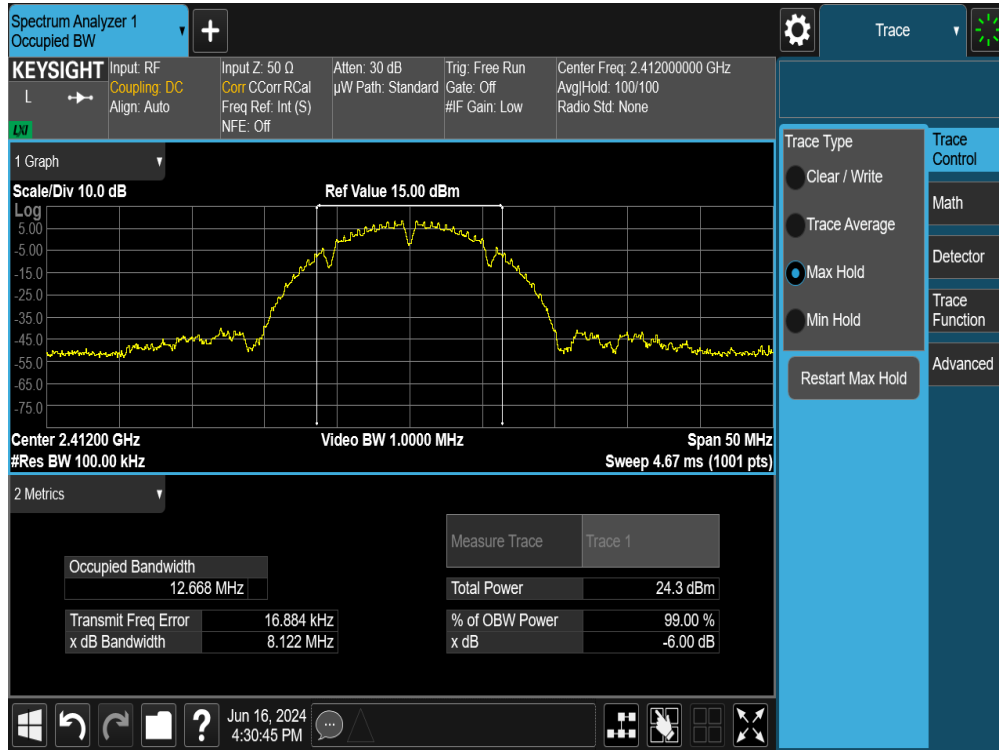 Spectrum Analyzer 1
Occupied BW
Trace
KEYSIGHT
L
LXI
Input: RF
Coupling: DC
Align: Auto
Input Z: 50 Ω
Corr CCorr RCal
Freq Ref: Int (S)
NFE: Off
Atten: 30 dB
µW Path: Standard
Trig: Free Run
Gate: Off
#IF Gain: Low
Center Freq: 2.412000000 GHz
Avg|Hold: 100/100
Radio Std: None
1 Graph
Scale/Div 10.0 dB
Ref Value 15.00 dBm
Log
5.00
-5.00
-15.0
-25.0
-35.0
-45.0
-55.0
-65.0
-75.0
Center 2.41200 GHz
Video BW 1.0000 MHz
Span 50 MHz
#Res BW 100.00 kHz
Sweep 4.67 ms (1001 pts)
2 Metrics
Measure Trace
Trace 1
Occupied Bandwidth
12.668 MHz
Total Power
24.3 dBm
Transmit Freq Error
16.884 kHz
% of OBW Power
99.00 %
x dB Bandwidth
8.122 MHz
x dB
-6.00 dB
Trace Type
Clear / Write
Trace Average
Max Hold
Min Hold
Restart Max Hold
Trace
Control
Math
Detector
Trace
Function
Advanced
?
Jun 16, 2024
4:30:45 PM